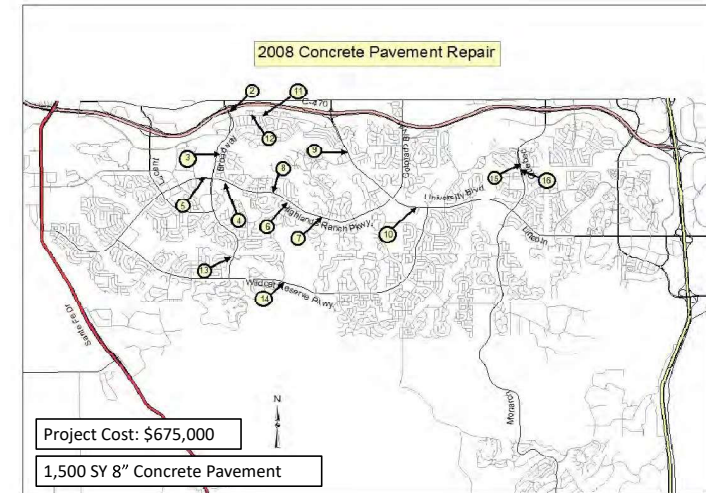 2008 Concrete Pavement Repair
2
11
C-470
12
3
9
Broadway
8
15
16
5
4
University Blvd
6
Highlands Ranch Pkwy.
7
10
Lincoln
13
Wildcat Reserve Pkwy.
14
Santa Fe Dr
Monarch
N
Project Cost: $675,000
1,500 SY 8” Concrete Pavement